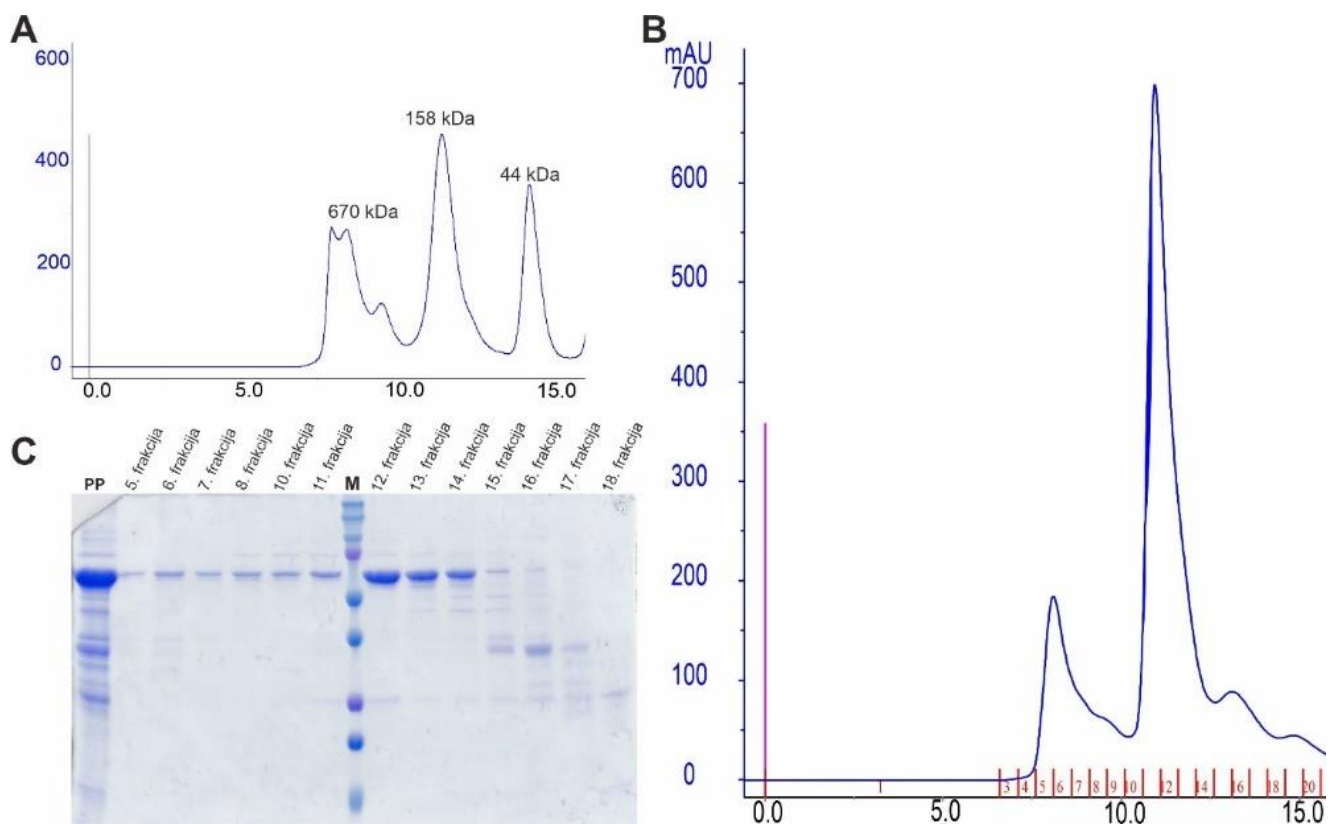 A
600
400
200
0
670 kDa
158 kDa
44 kDa
0.0 5.0 10.0 15.0
B
mAU
700
600
500
400
300
200
100
0
3 4 5 6 7 8 9 10 12 14 16 18 20
0.0 5.0 10.0 15.0
C
PP 5. frakcija 6. frakcija 7. frakcija 8. frakcija 10. frakcija 11. frakcija M 12. frakcija 13. frakcija 14. frakcija 15. frakcija 16. frakcija 17. frakcija 18. frakcija